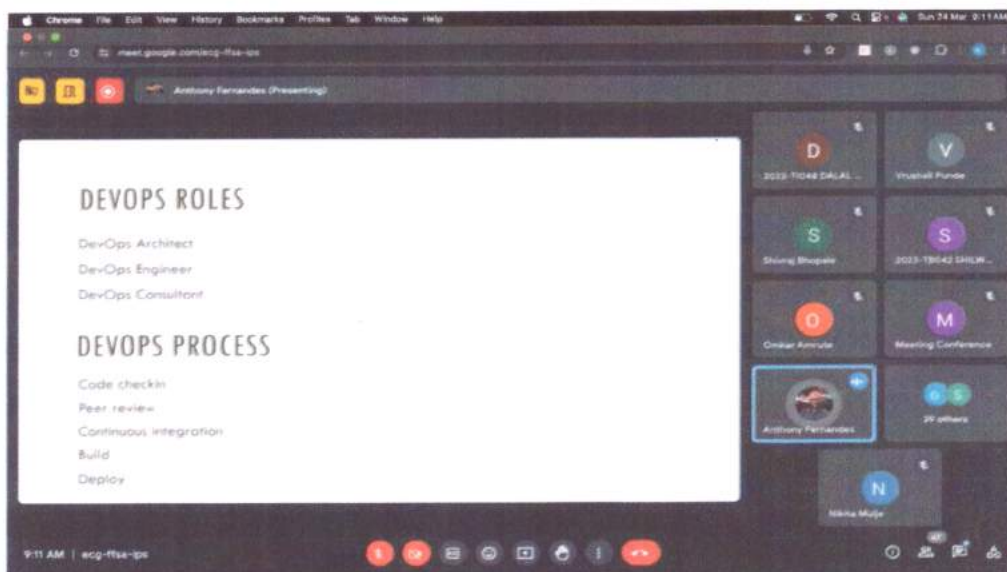 Chrome File Edit View History Bookmarks Profiles Tab Window Help
Sun 24 Mar 9:11 AM
meet.google.com/ecg-ffsa-ips
Anthony Fernandes (Presenting)
DEVOPS ROLES
DevOps Architect
DevOps Engineer
DevOps Consultant
DEVOPS PROCESS
Code checkin
Peer review
Continuous integration
Build
Deploy
D
DALAL ...
V
Vrushali Punde
S
Bhopale
S
O
Omkar Amrute
M
Meeting Conference
Anthony Fernandes
S
29 others
N
Nikita Mulje
9:11 AM | ecg-ffsa-ips